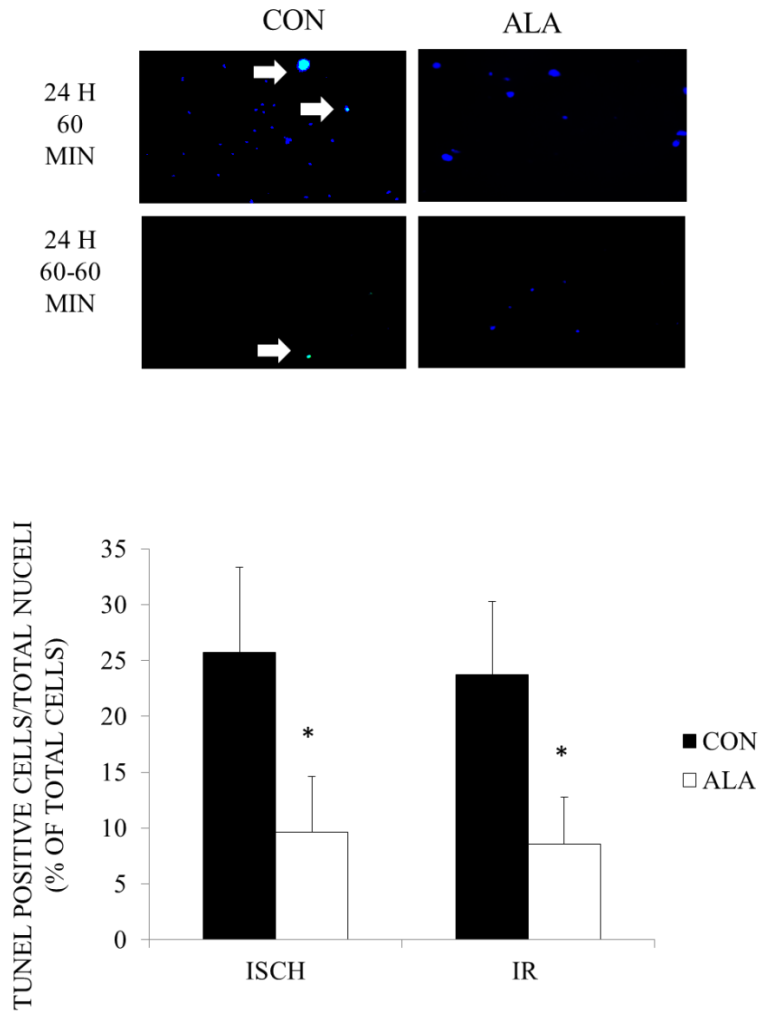 CON
ALA
24 H
60
MIN
24 H
60-60
MIN
TUNEL POSITIVE CELLS/TOTAL NUCELI
(% OF TOTAL CELLS)
35
30
25
20
15
10
5
0
*
*
ISCH
IR
CON
ALA